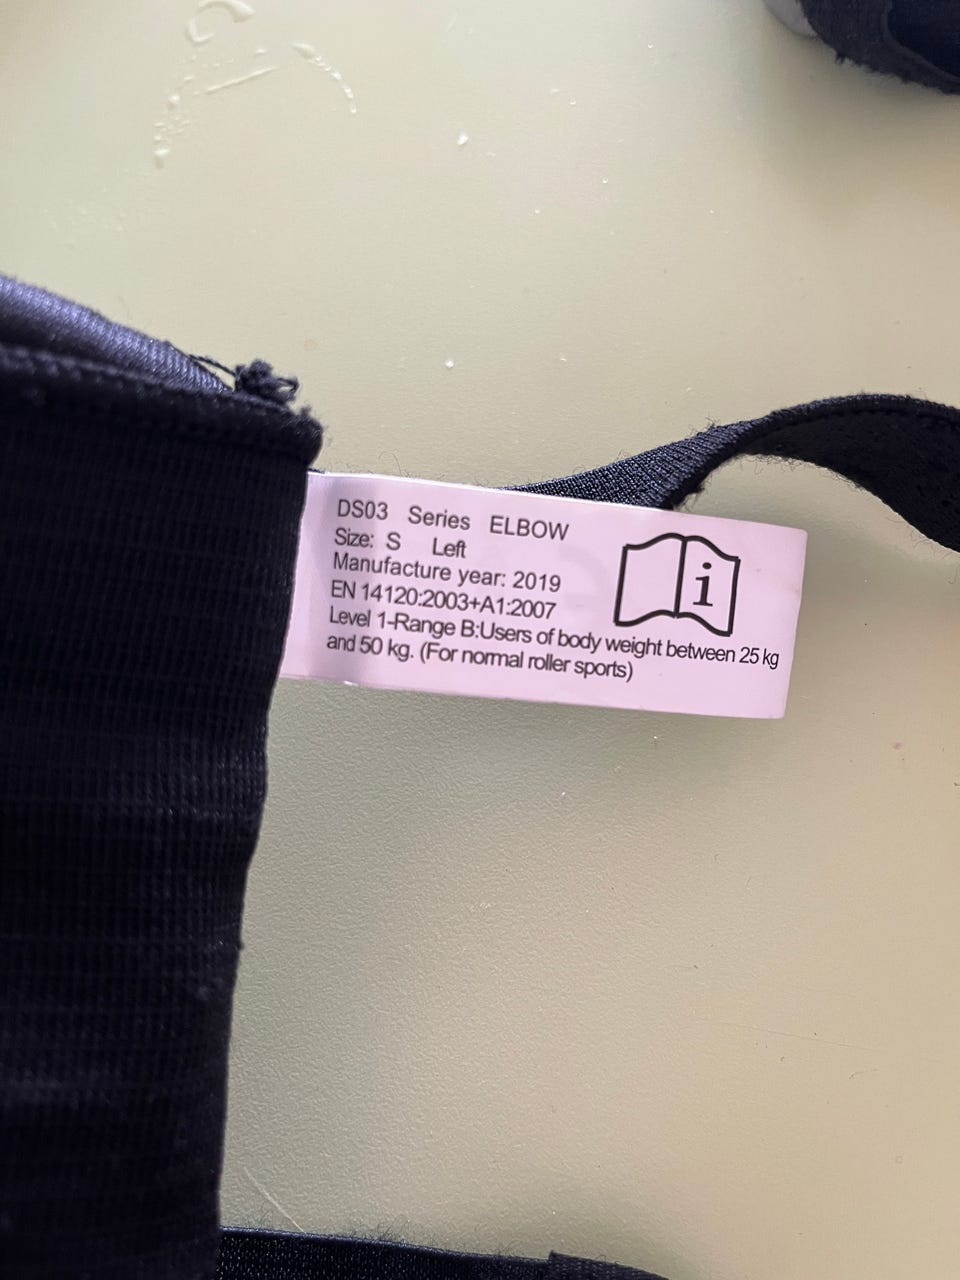 DS03 Series ELBOW
Size: S Left
Manufacture year: 2019
EN 14120:2003+A1:2007
Level 1-Range B:Users of body weight between 25 kg
and 50 kg. (For normal roller sports)
i